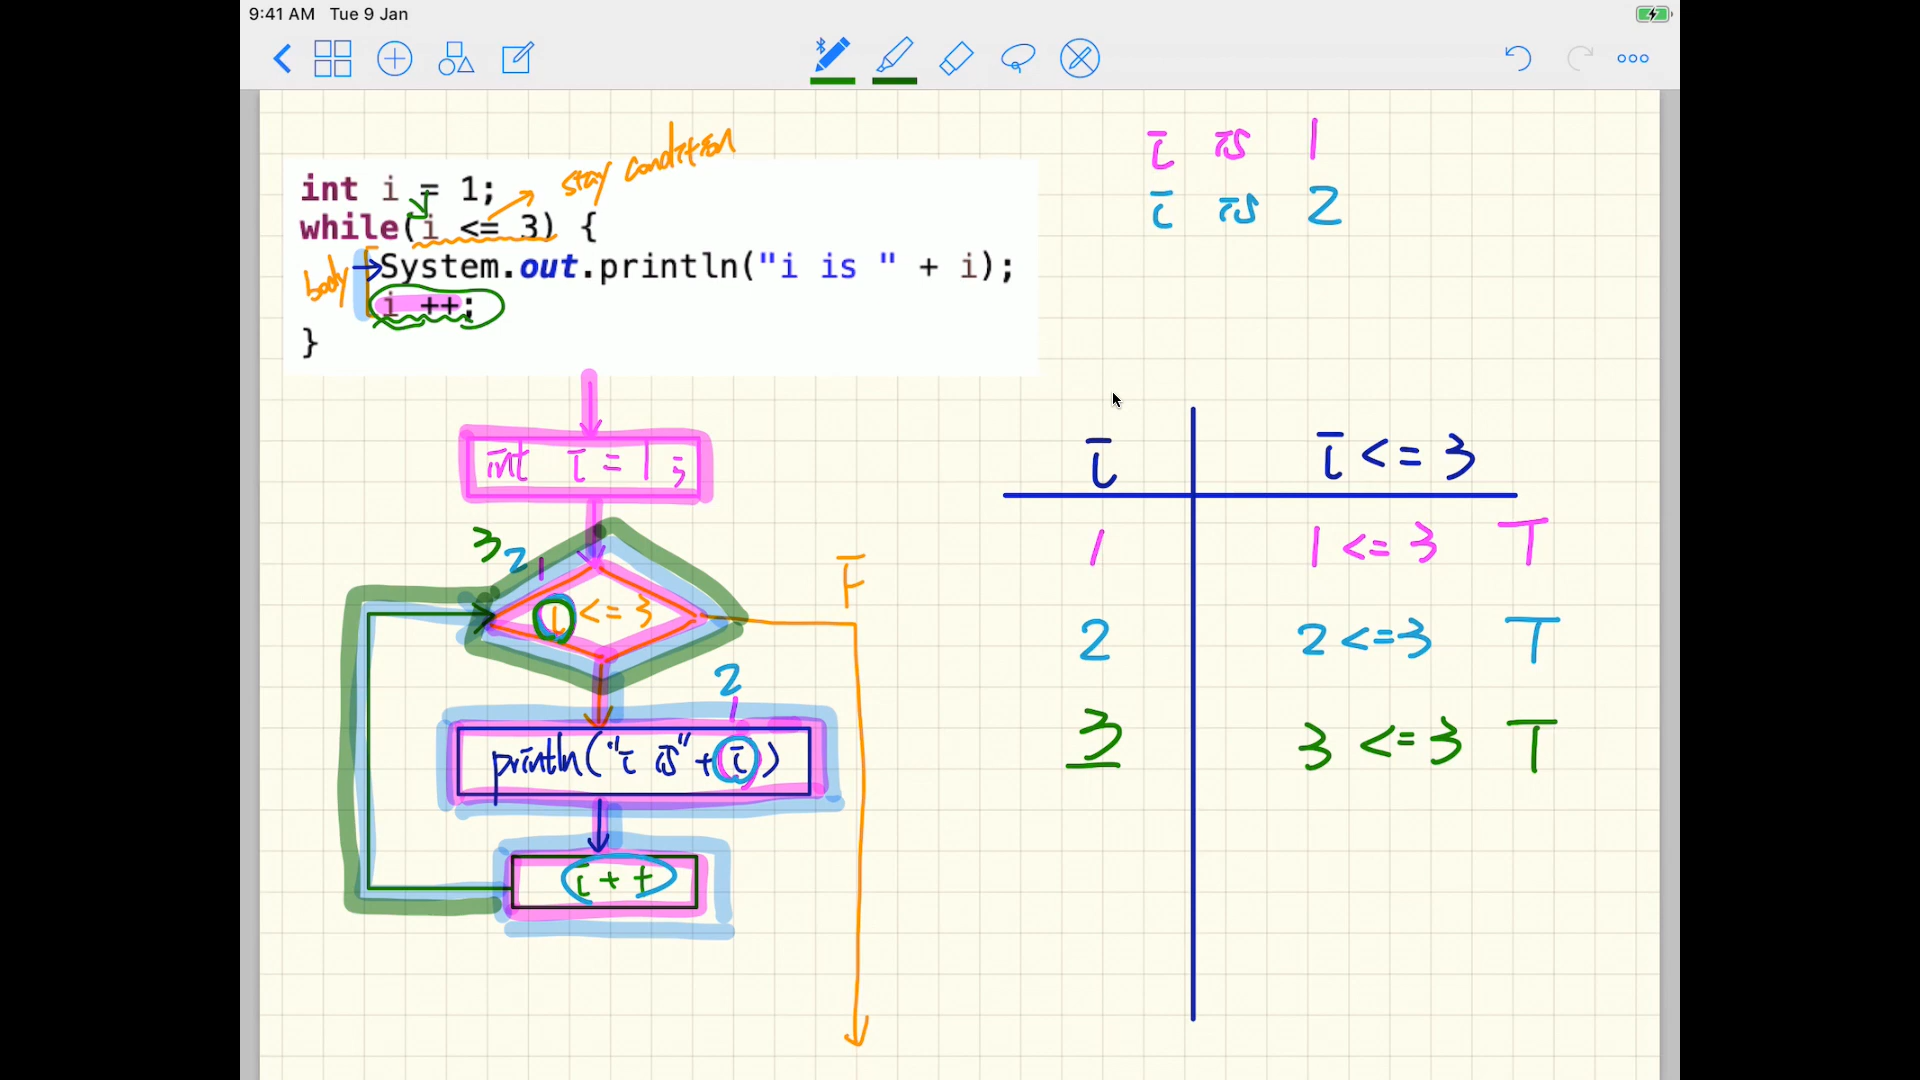 9:41 AM Tue 9 Jan
int i = 1;
stay condition
while(i <= 3) {
body
System.out.println("i is " + i);
i ++;
}
i is 1
i is 2
int i = 1;
3 2 1
i <= 3
F
2
1
println("i is" + i)
i++
i i <= 3
1 1 <= 3 T
2 2 <= 3 T
3 3 <= 3 T